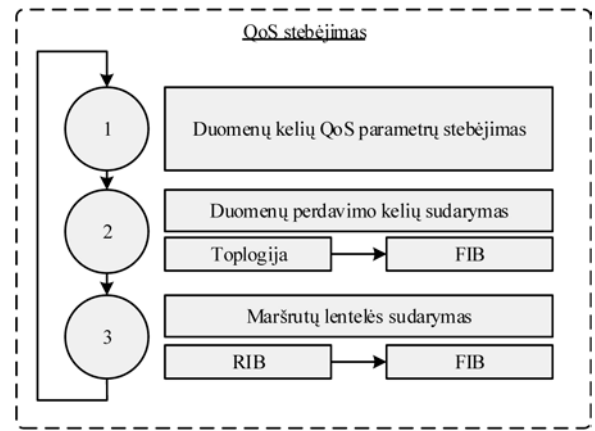 QoS stebėjimas
1
Duomenų kelių QoS parametrų stebėjimas
2
Duomenų perdavimo kelių sudarymas
Toplogija
FIB
3
Maršrutų lentelės sudarymas
RIB
FIB